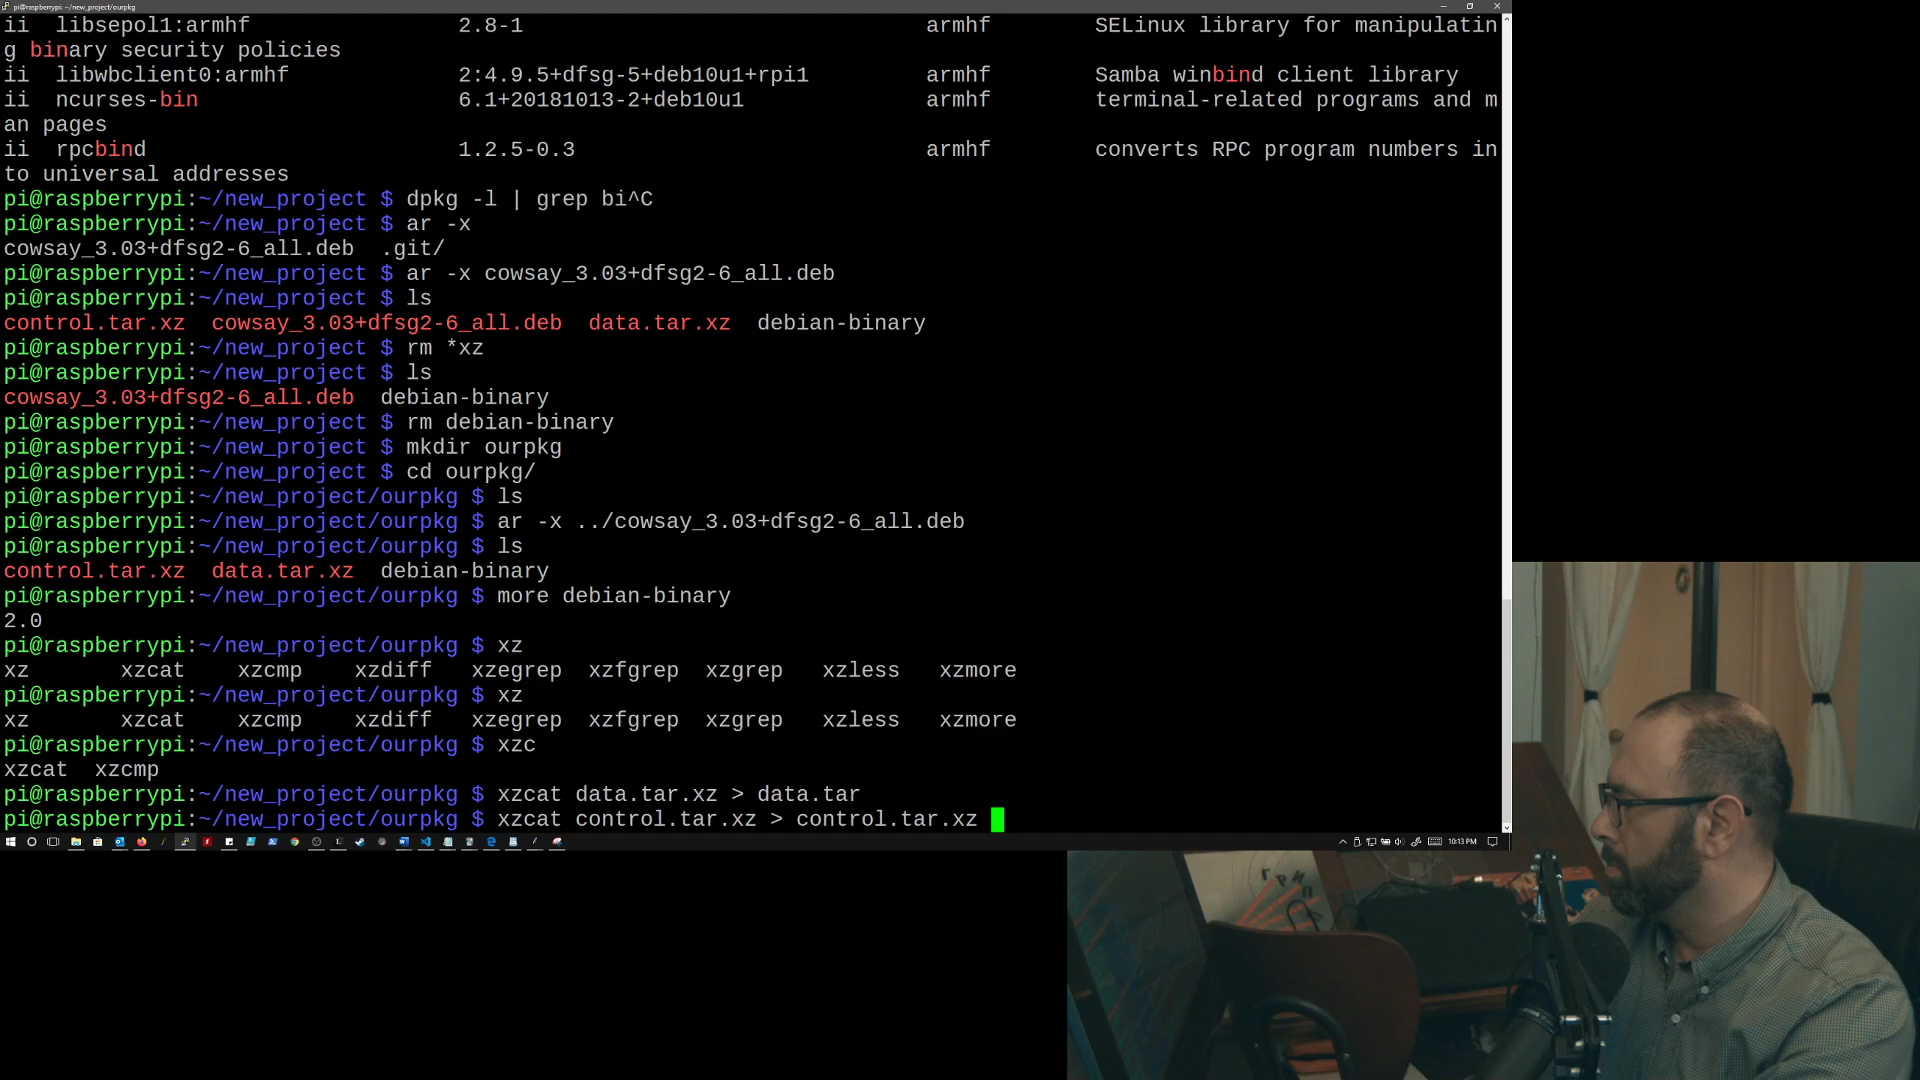 pi@raspberrypi: ~/new_project/ourpkg
ii  libsepol1:armhf                2.8-1                               armhf        SELinux library for manipulatin
g binary security policies
ii  libwbclient0:armhf             2:4.9.5+dfsg-5+deb10u1+rpi1         armhf        Samba winbind client library
ii  ncurses-bin                    6.1+20181013-2+deb10u1              armhf        terminal-related programs and m
an pages
ii  rpcbind                        1.2.5-0.3                           armhf        converts RPC program numbers in
to universal addresses
pi@raspberrypi:~/new_project $ dpkg -l | grep bi^C
pi@raspberrypi:~/new_project $ ar -x
cowsay_3.03+dfsg2-6_all.deb  .git/
pi@raspberrypi:~/new_project $ ar -x cowsay_3.03+dfsg2-6_all.deb
pi@raspberrypi:~/new_project $ ls
control.tar.xz  cowsay_3.03+dfsg2-6_all.deb  data.tar.xz  debian-binary
pi@raspberrypi:~/new_project $ rm *xz
pi@raspberrypi:~/new_project $ ls
cowsay_3.03+dfsg2-6_all.deb  debian-binary
pi@raspberrypi:~/new_project $ rm debian-binary
pi@raspberrypi:~/new_project $ mkdir ourpkg
pi@raspberrypi:~/new_project $ cd ourpkg/
pi@raspberrypi:~/new_project/ourpkg $ ls
pi@raspberrypi:~/new_project/ourpkg $ ar -x ../cowsay_3.03+dfsg2-6_all.deb
pi@raspberrypi:~/new_project/ourpkg $ ls
control.tar.xz  data.tar.xz  debian-binary
pi@raspberrypi:~/new_project/ourpkg $ more debian-binary
2.0
pi@raspberrypi:~/new_project/ourpkg $ xz
xz       xzcat    xzcmp    xzdiff   xzegrep  xzfgrep  xzgrep   xzless   xzmore
pi@raspberrypi:~/new_project/ourpkg $ xz
xz       xzcat    xzcmp    xzdiff   xzegrep  xzfgrep  xzgrep   xzless   xzmore
pi@raspberrypi:~/new_project/ourpkg $ xzc
xzcat  xzcmp
pi@raspberrypi:~/new_project/ourpkg $ xzcat data.tar.xz > data.tar
pi@raspberrypi:~/new_project/ourpkg $ xzcat control.tar.xz > control.tar.xz
10:13 PM